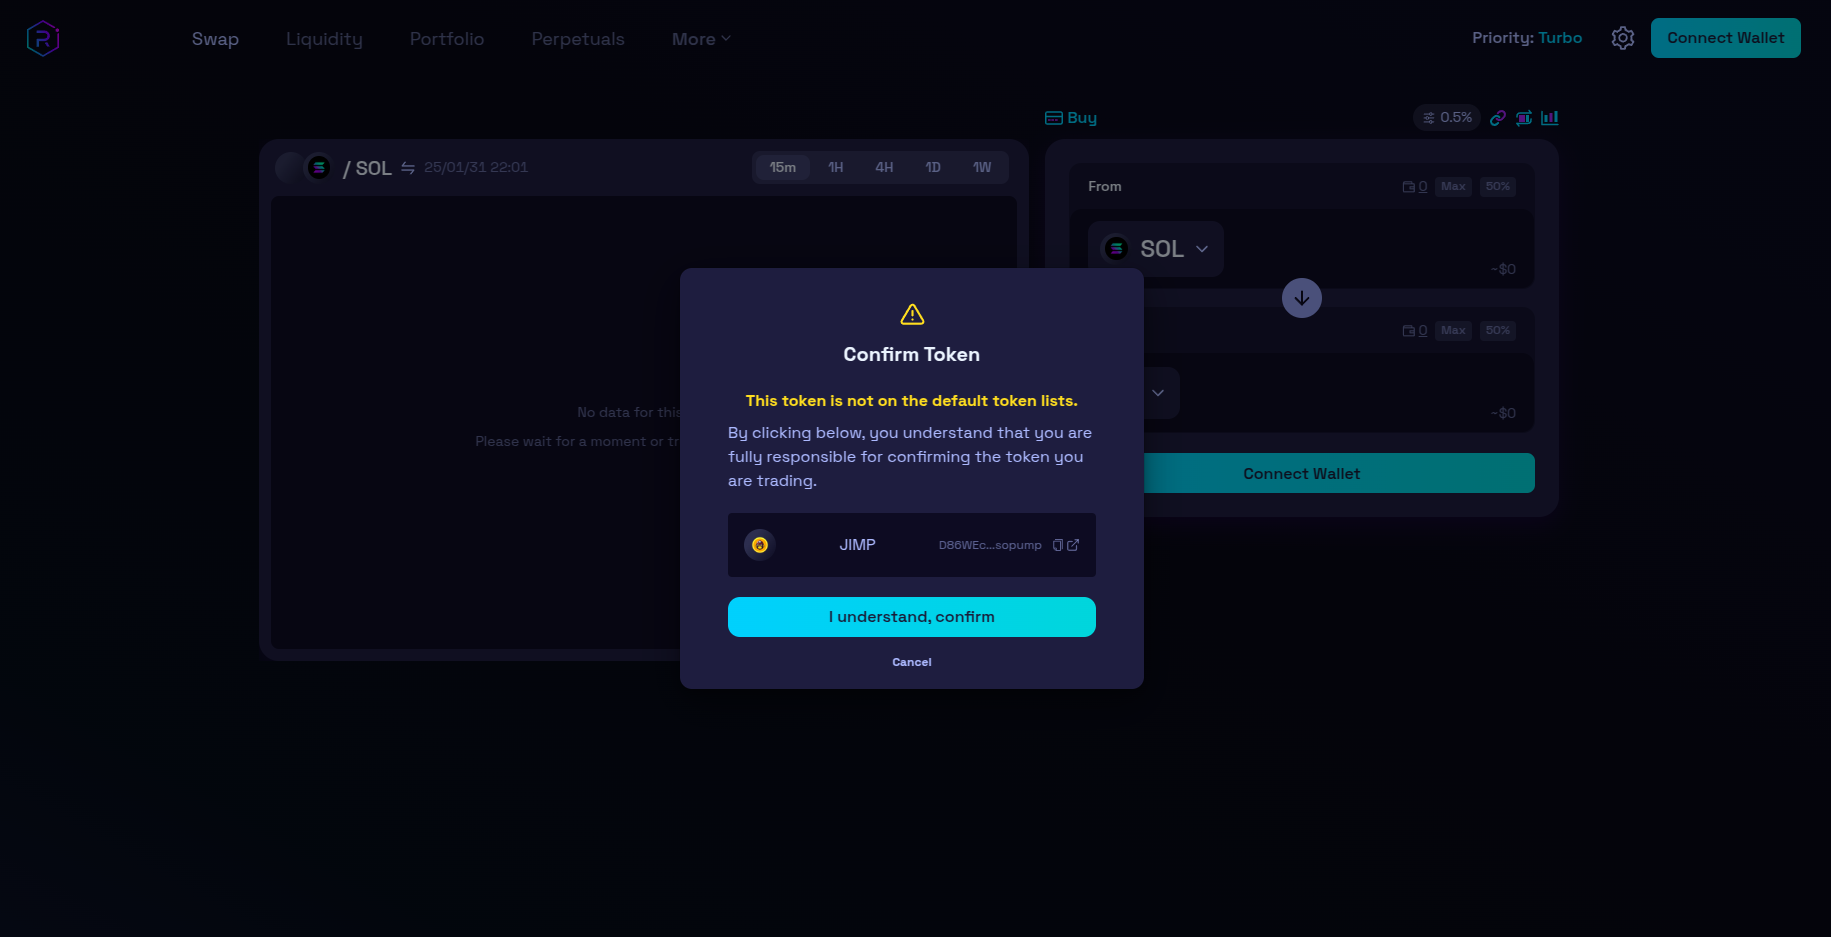 Swap
Liquidity
Portfolio
Perpetuals
More
Priority: Turbo
Connect Wallet
Buy
0.5%
/ SOL
25/01/31 22:01
15m
1H
4H
1D
1W
From
0
Max
50%
SOL
~$0
0
Max
50%
~$0
Connect Wallet
No data for this
Please wait for a moment or tr
Confirm Token
This token is not on the default token lists.
By clicking below, you understand that you are
fully responsible for confirming the token you
are trading.
JIMP
D86WEc...sopump
I understand, confirm
Cancel